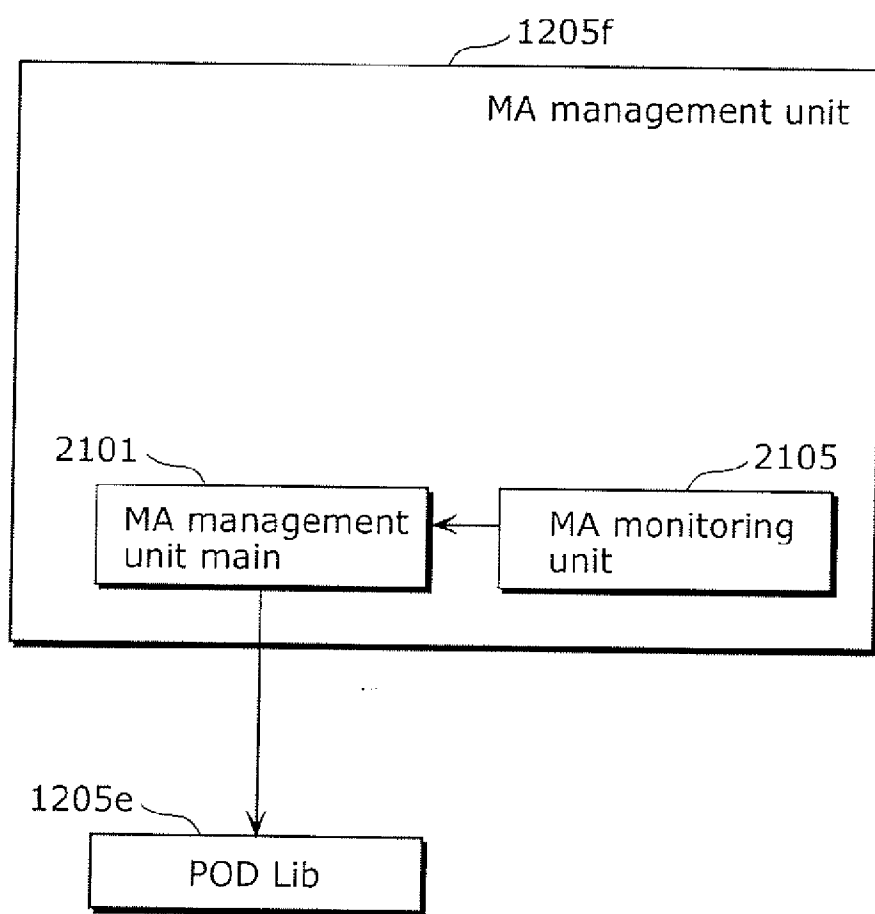 1205f
MA management unit
2101
2105
MA management
unit main
MA monitoring
unit
1205e
POD Lib